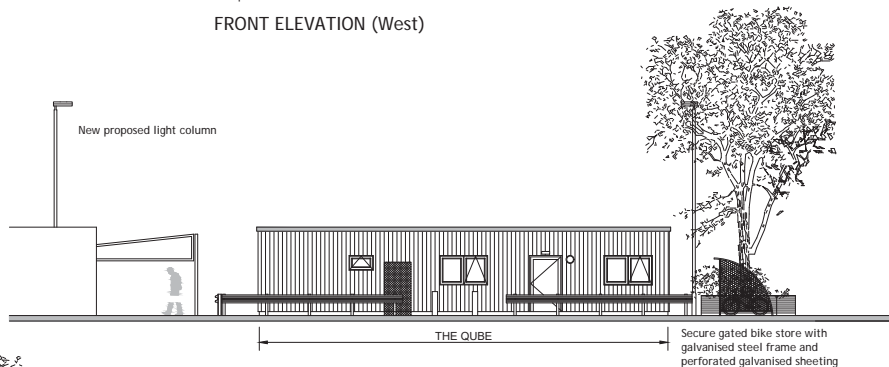 FRONT ELEVATION (West)
New proposed light column
THE QUBE
Secure gated bike store with
galvanised steel frame and
perforated galvanised sheeting